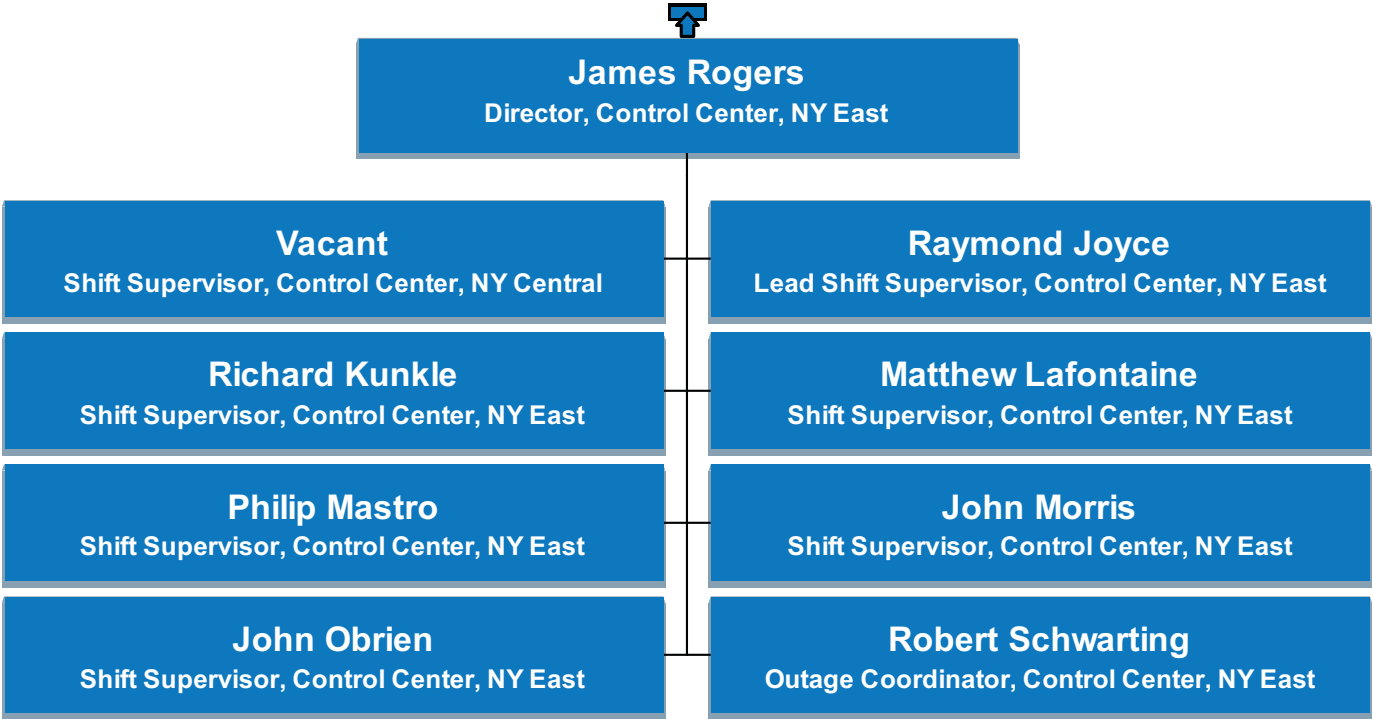 James Rogers
Director, Control Center, NY East
Vacant
Shift Supervisor, Control Center, NY Central
Raymond Joyce
Lead Shift Supervisor, Control Center, NY East
Richard Kunkle
Shift Supervisor, Control Center, NY East
Matthew Lafontaine
Shift Supervisor, Control Center, NY East
Philip Mastro
Shift Supervisor, Control Center, NY East
John Morris
Shift Supervisor, Control Center, NY East
John Obrien
Shift Supervisor, Control Center, NY East
Robert Schwarting
Outage Coordinator, Control Center, NY East